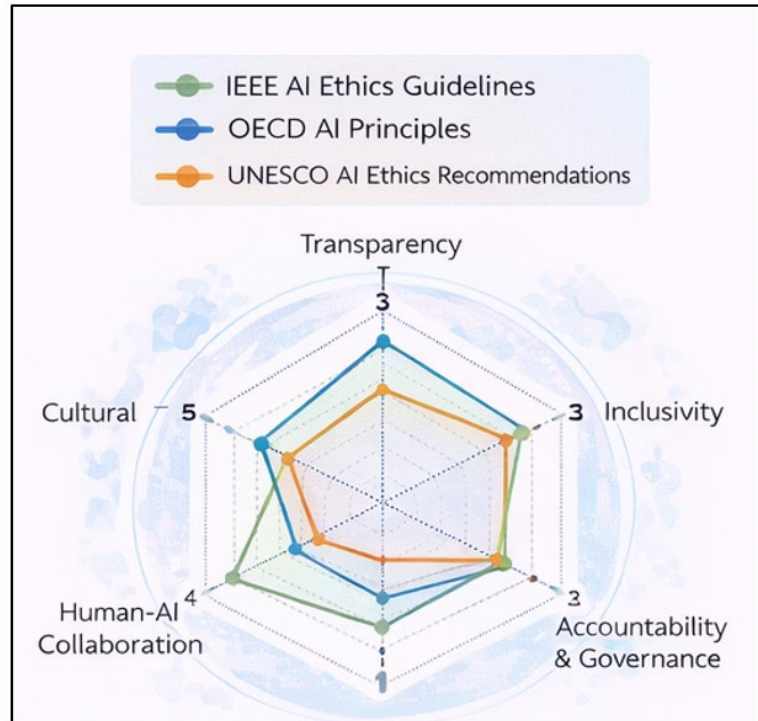 IEEE AI Ethics Guidelines
OECD AI Principles
UNESCO AI Ethics Recommendations
Transparency
3
Cultural
5
3
Inclusivity
4
3
Human-AI
Collaboration
Accountability
& Governance
1